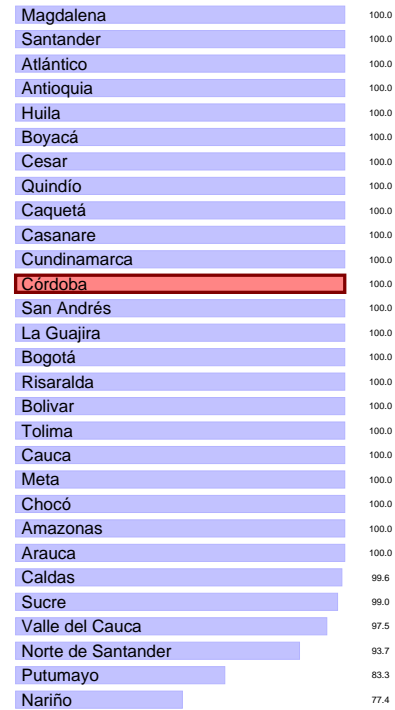 Magdalena 100.0
Santander 100.0
Atlántico 100.0
Antioquia 100.0
Huila 100.0
Boyacá 100.0
Cesar 100.0
Quindío 100.0
Caquetá 100.0
Casanare 100.0
Cundinamarca 100.0
Córdoba 100.0
San Andrés 100.0
La Guajira 100.0
Bogotá 100.0
Risaralda 100.0
Bolivar 100.0
Tolima 100.0
Cauca 100.0
Meta 100.0
Chocó 100.0
Amazonas 100.0
Arauca 100.0
Caldas 99.6
Sucre 99.0
Valle del Cauca 97.5
Norte de Santander 93.7
Putumayo 83.3
Nariño 77.4